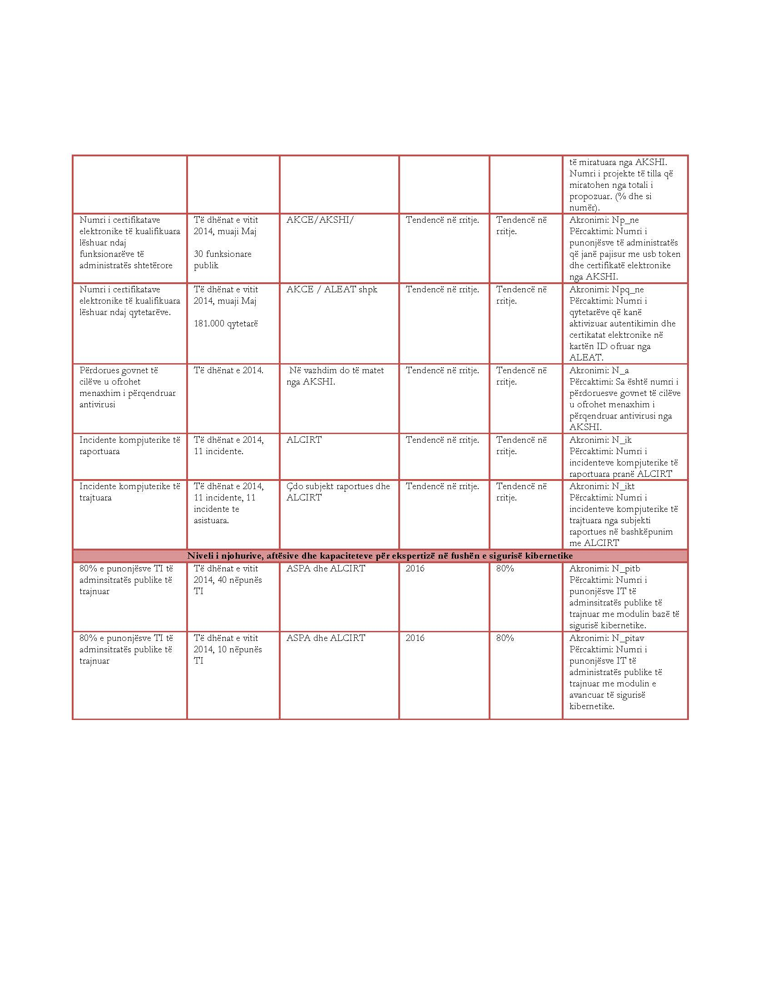 të miratuara nga AKSHI.
Numri i projekte të tilla që
miratohen nga totali i
propozuar. (% dhe si
numër).
Numri i certifikatave
elektronike të kualifikuara
lëshuar ndaj
funksionarëve të
administratës shtetërore
Të dhënat e vitit
2014, muaji Maj
30 funksionare
publik
AKCE/AKSHI/
Tendencë në rritje.
Tendencë në
rritje.
Akronimi: Np_ne
Përcaktimi: Numri i
punonjësve të administratës
që janë pajisur me usb token
dhe certifikatë elektronike
nga AKSHI.
Numri i certifikatave
elektronike të kualifikuara
lëshuar ndaj qytetarëve.
Të dhënat e vitit
2014, muaji Maj
181.000 qytetarë
AKCE / ALEAT shpk
Tendencë në rritje.
Tendencë në
rritje.
Akronimi: Npq_ne
Përcaktimi: Numri i
qytetarëve që kanë
aktivizuar autentikimin dhe
certikatat elektronike në
kartën ID ofruar nga
ALEAT.
Përdorues govnet të
cilëve u ofrohet
menaxhim i përqendruar
antivirusi
Të dhënat e 2014.
Në vazhdim do të matet
nga AKSHI.
Tendencë në rritje.
Tendencë në
rritje.
Akronimi: N_a
Përcaktimi: Sa është numri i
përdoruesve govnet të cilëve
u ofrohet menaxhim i
përqendruar antivirusi nga
AKSHI.
Incidente kompjuterike të
raportuara
Të dhënat e 2014,
11 incidente.
ALCIRT
Tendencë në rritje.
Tendencë në
rritje.
Akronimi: N_ik
Përcaktimi: Numri i
incidenteve kompjuterike të
raportuara pranë ALCIRT
Incidente kompjuterike të
trajtuara
Të dhënat e 2014,
11 incidente, 11
incidente te
asistuara.
Çdo subjekt raportues dhe
ALCIRT
Tendencë në rritje.
Tendencë në
rritje.
Akronimi: N_ikt
Përcaktimi: Numri i
incidenteve kompjuterike të
trajtuara nga subjekti
raportues në bashkëpunim
me ALCIRT
Niveli i njohurive, aftësive dhe kapaciteteve për ekspertizë në fushën e sigurisë kibernetike
80% e punonjësve TI të
adminsitratës publike të
trajnuar
Të dhënat e vitit
2014, 40 nëpunës
TI
ASPA dhe ALCIRT
2016
80%
Akronimi: N_pitb
Përcaktimi: Numri i
punonjësve IT të
adminsitratës publike të
trajnuar me modulin bazë të
sigurisë kibernetike.
80% e punonjësve TI të
adminsitratës publike të
trajnuar
Të dhënat e vitit
2014, 10 nëpunës
TI
ASPA dhe ALCIRT
2016
80%
Akronimi: N_pitav
Përcaktimi: Numri i
punonjësve IT të
administratës publike të
trajnuar me modulin e
avancuar të sigurisë
kibernetike.